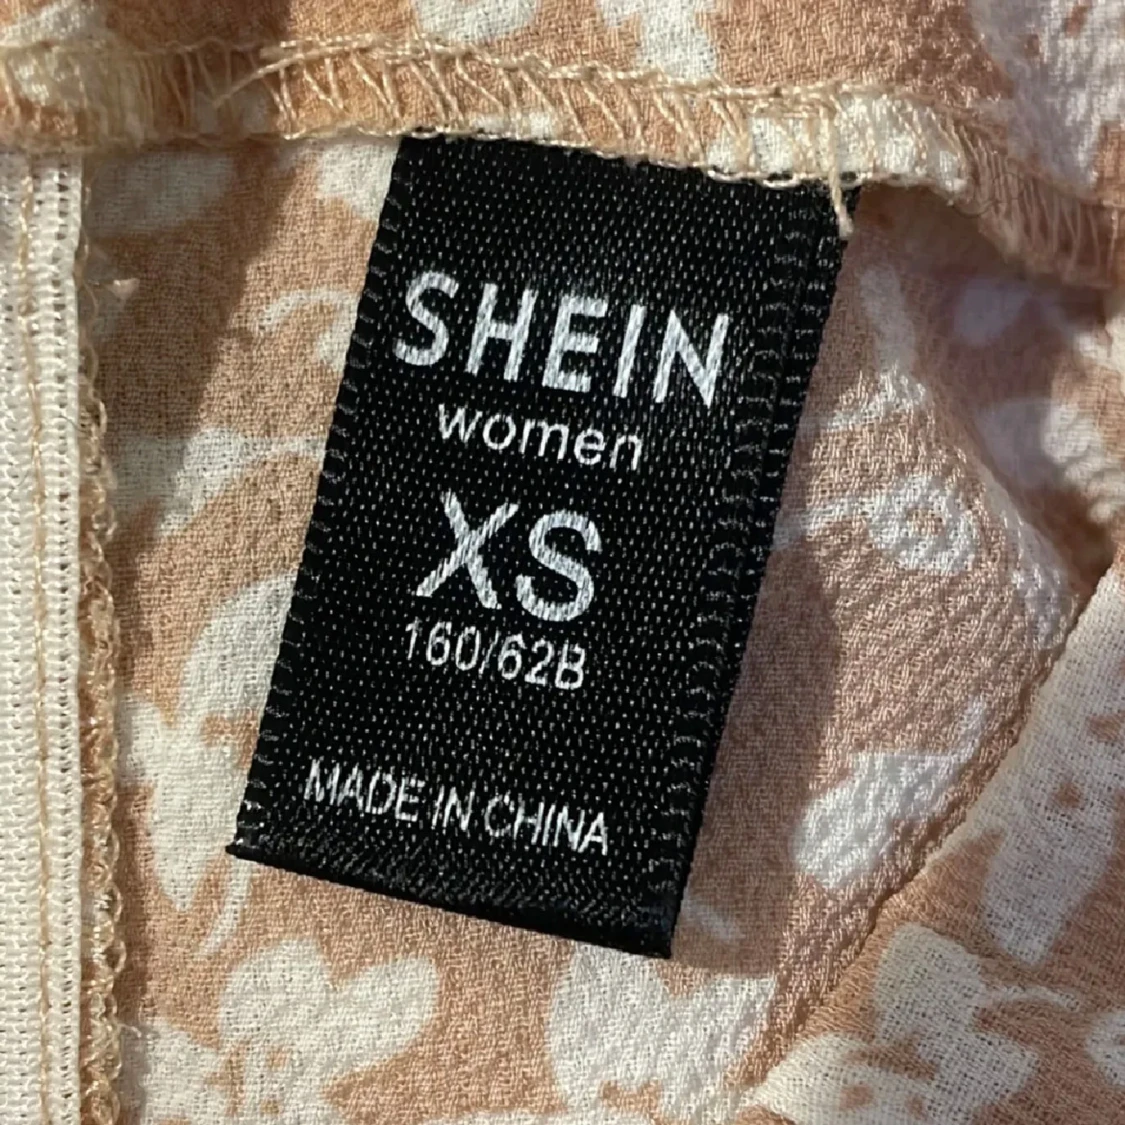 SHEIN
women
XS
160/62B
MADE IN CHINA